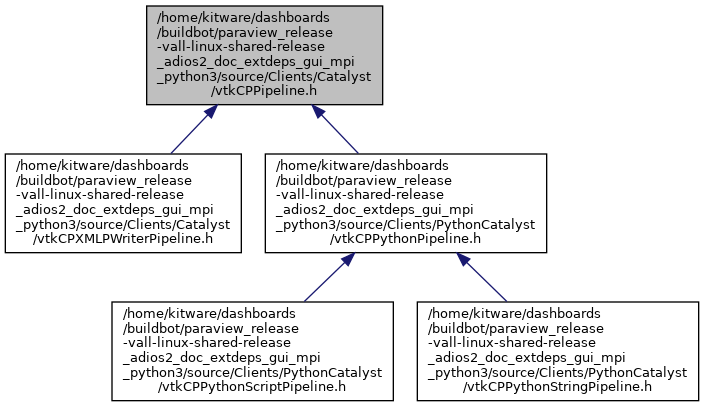 /home/kitware/dashboards
/buildbot/paraview_release
-vall-linux-shared-release
_adios2_doc_extdeps_gui_mpi
_python3/source/Clients/Catalyst
/vtkCPPipeline.h
/home/kitware/dashboards
/buildbot/paraview_release
-vall-linux-shared-release
_adios2_doc_extdeps_gui_mpi
_python3/source/Clients/Catalyst
/vtkCPXMLPWriterPipeline.h
/home/kitware/dashboards
/buildbot/paraview_release
-vall-linux-shared-release
_adios2_doc_extdeps_gui_mpi
_python3/source/Clients/PythonCatalyst
/vtkCPPythonPipeline.h
/home/kitware/dashboards
/buildbot/paraview_release
-vall-linux-shared-release
_adios2_doc_extdeps_gui_mpi
_python3/source/Clients/PythonCatalyst
/vtkCPPythonScriptPipeline.h
/home/kitware/dashboards
/buildbot/paraview_release
-vall-linux-shared-release
_adios2_doc_extdeps_gui_mpi
_python3/source/Clients/PythonCatalyst
/vtkCPPythonStringPipeline.h